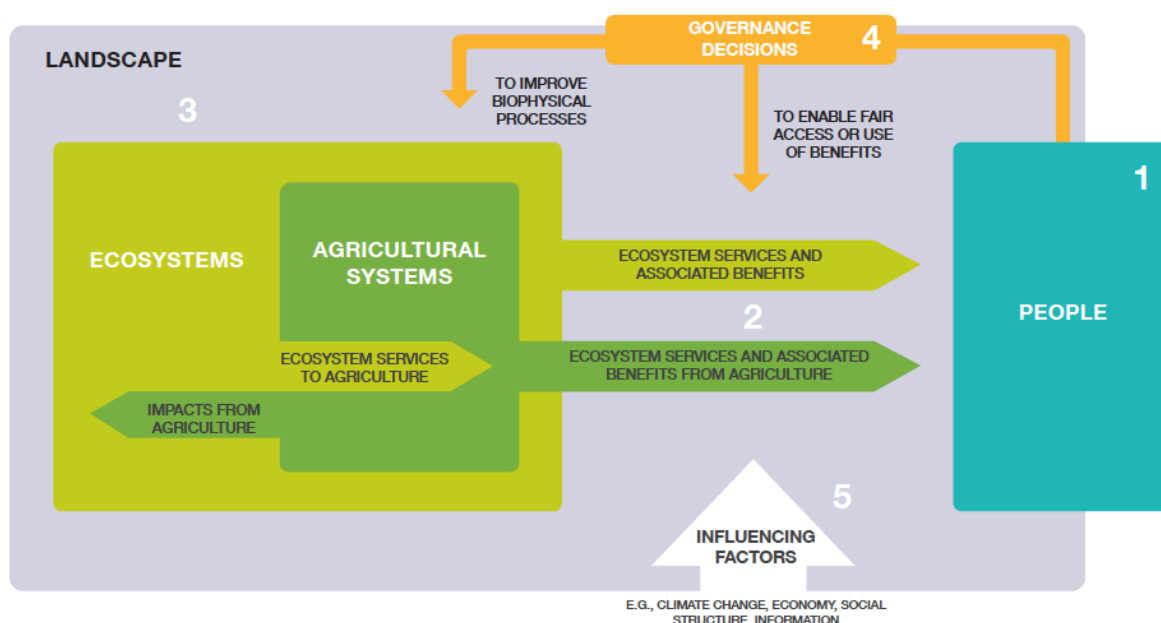 GOVERNANCE
DECISIONS
4
LANDSCAPE
3
TO IMPROVE
BIOPHYSICAL
PROCESSES
TO ENABLE FAIR
ACCESS OR USE
OF BENEFITS
1
ECOSYSTEMS
AGRICULTURAL
SYSTEMS
ECOSYSTEM SERVICES AND
ASSOCIATED BENEFITS
PEOPLE
2
ECOSYSTEM SERVICES
TO AGRICULTURE
ECOSYSTEM SERVICES AND ASSOCIATED
BENEFITS FROM AGRICULTURE
IMPACTS FROM
AGRICULTURE
5
INFLUENCING
FACTORS
E.G., CLIMATE CHANGE, ECONOMY, SOCIAL
STRUCTURE, INFORMATION